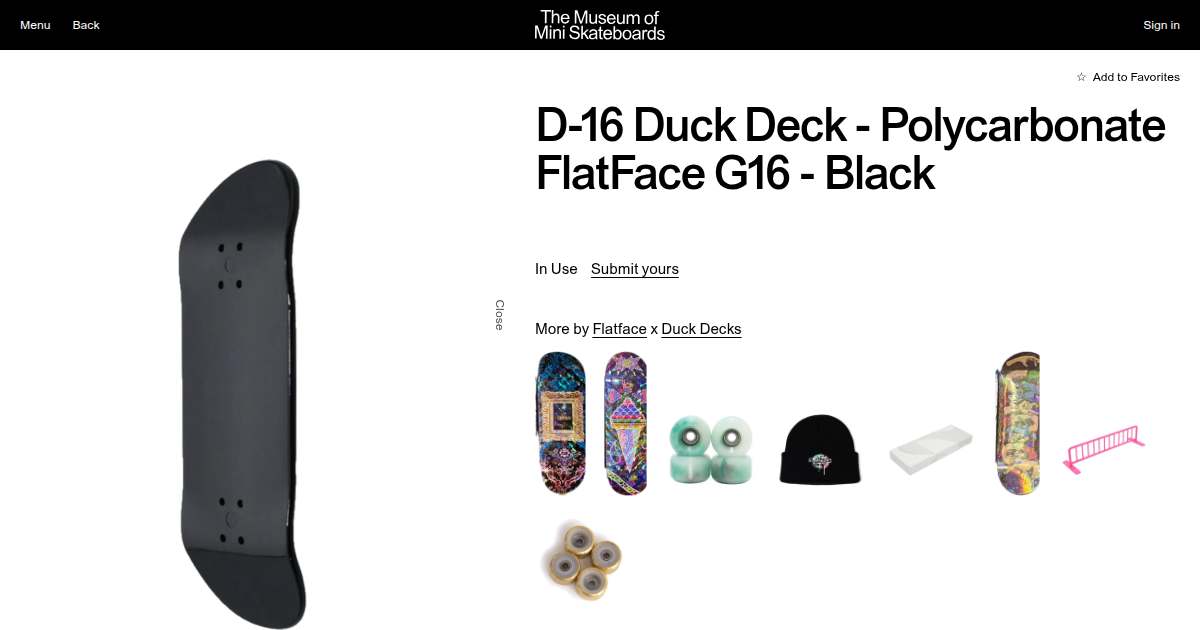 Menu
Back
The Museum of
Mini Skateboards
Sign in
☆ Add to Favorites
D-16 Duck Deck - Polycarbonate
FlatFace G16 - Black
In Use Submit yours
Close
More by Flatface x Duck Decks